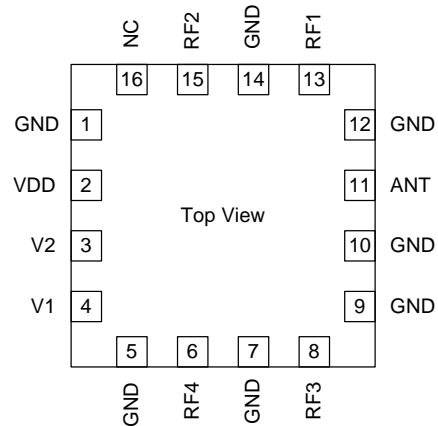 NC RF2 GND RF1
16 15 14 13
GND 1 12 GND
VDD 2 11 ANT
Top View
V2 3 10 GND
V1 4 9 GND
5 6 7 8
GND RF4 GND RF3